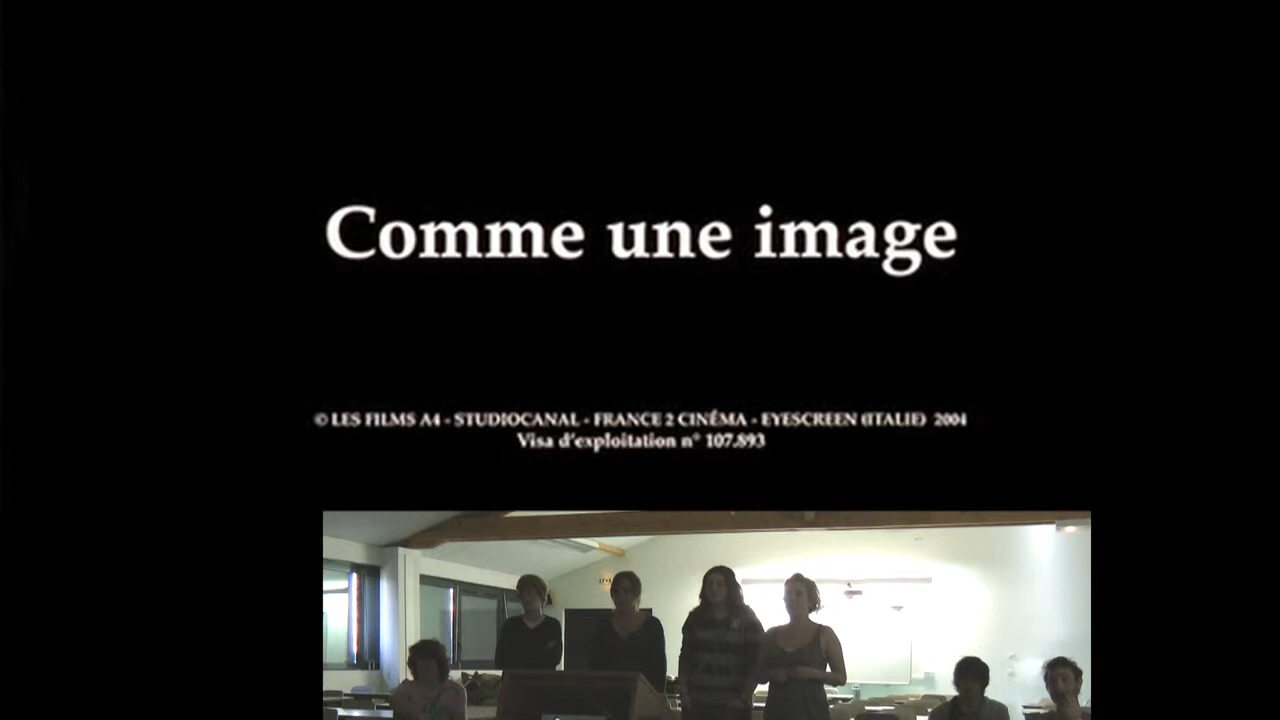 Comme une image
© LES FILMS A4 - STUDIOCANAL - FRANCE 2 CINÉMA - EYESCREEN (ITALIE) 2004
Visa d'exploitation n° 107.893